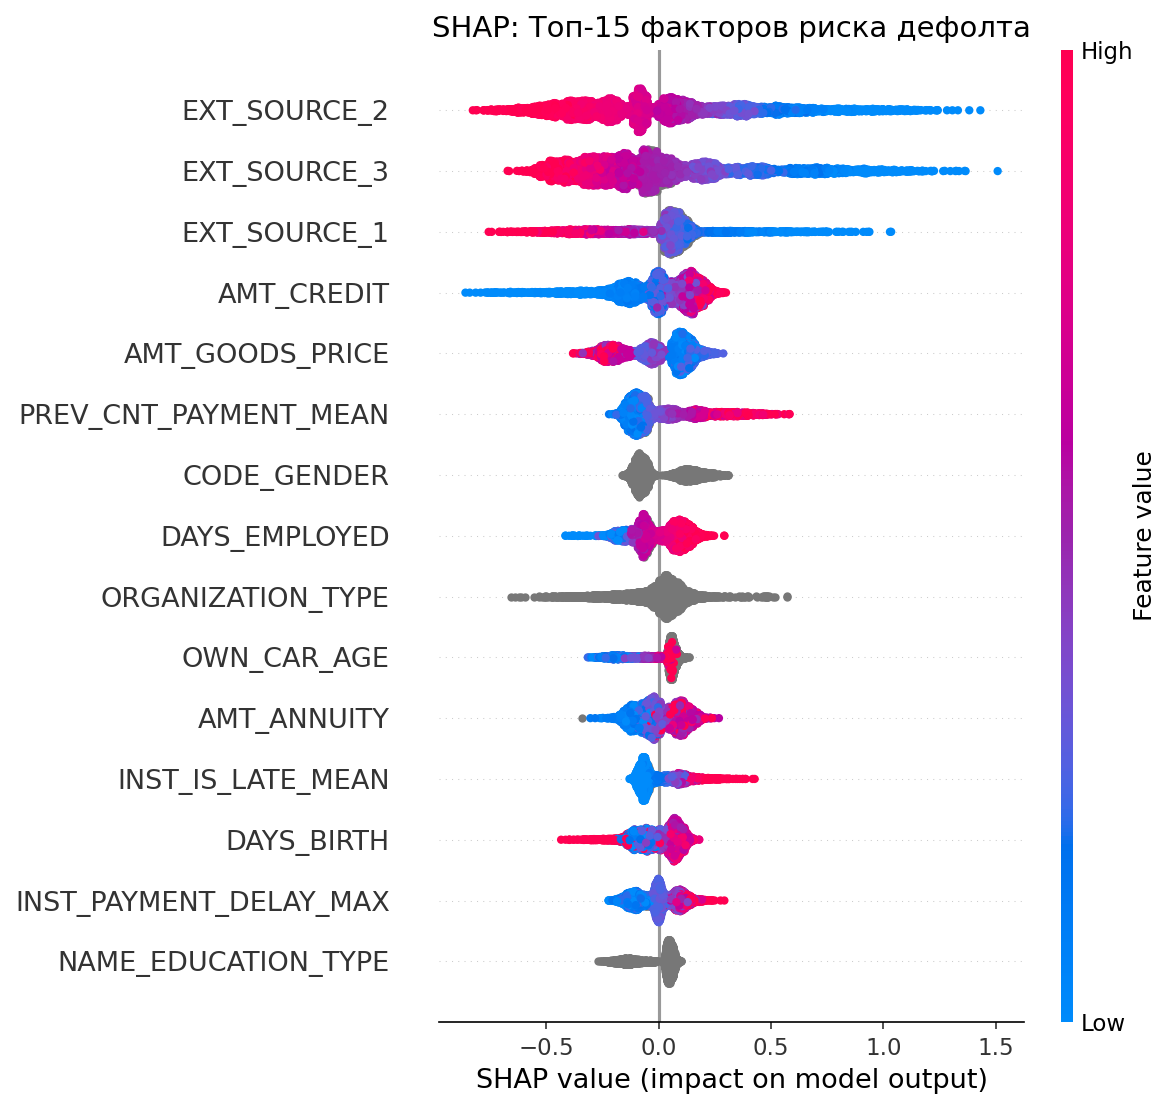 SHAP: Топ-15 факторов риска дефолта
High
EXT_SOURCE_2
EXT_SOURCE_3
EXT_SOURCE_1
AMT_CREDIT
AMT_GOODS_PRICE
PREV_CNT_PAYMENT_MEAN
CODE_GENDER
DAYS_EMPLOYED
ORGANIZATION_TYPE
OWN_CAR_AGE
AMT_ANNUITY
INST_IS_LATE_MEAN
DAYS_BIRTH
INST_PAYMENT_DELAY_MAX
NAME_EDUCATION_TYPE
Feature value
Low
−0.5 0.0 0.5 1.0 1.5
SHAP value (impact on model output)